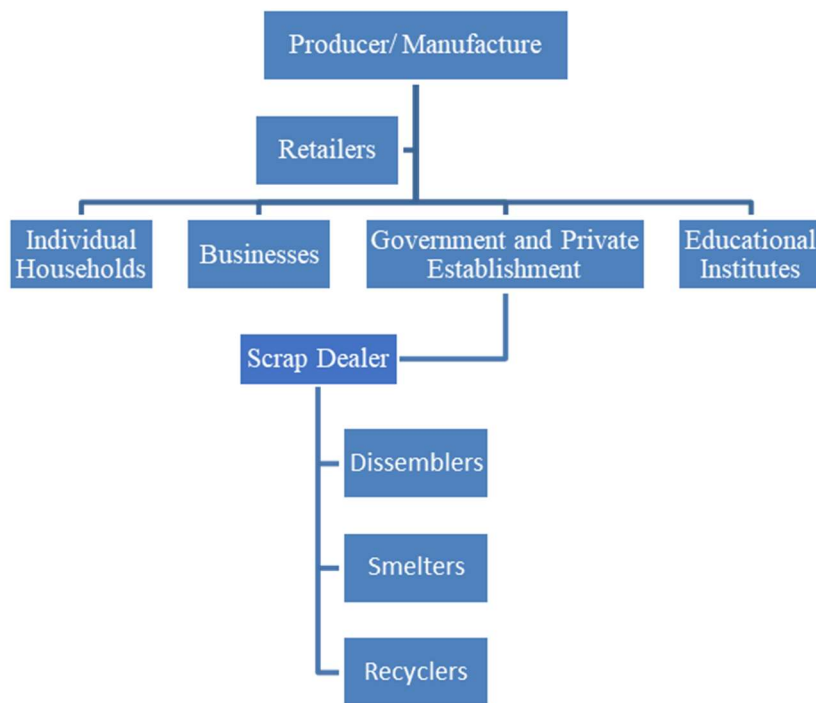 Producer/ Manufacture
Retailers
Individual
Households
Businesses
Government and Private
Establishment
Educational
Institutes
Scrap Dealer
Dissemblers
Smelters
Recyclers